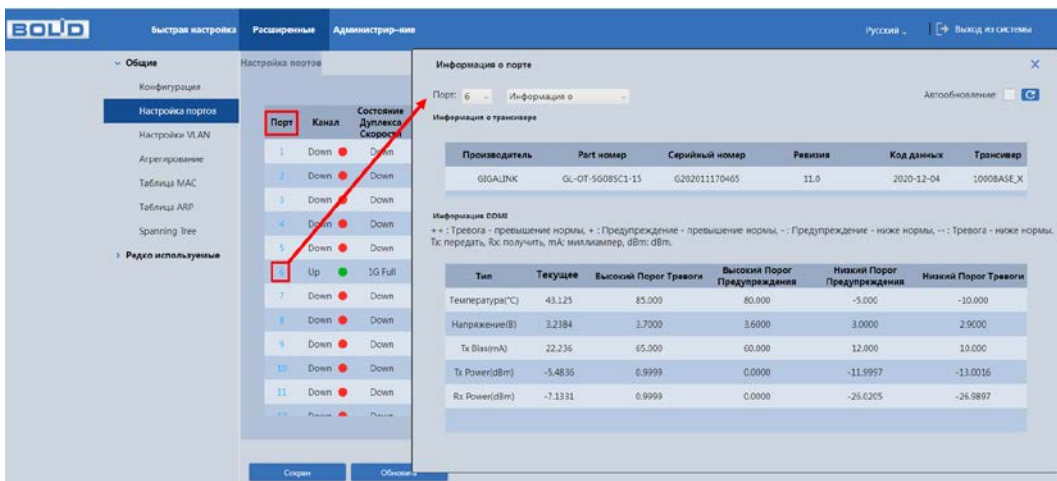 BOLID
Быстрая настройка Расширенные Администрир-ние Русский Выход из системы
Общие
Конфигурация
Настройка портов
Настройки VLAN
Агрегирование
Таблица MAC
Таблица ARP
Spanning Tree
Редко используемые
Настройка портов
Порт Канал Состояние Дуплекса, Скорости
1 Down Down
2 Down Down
3 Down Down
4 Down Down
5 Down Down
6 Up 1G Full
7 Down Down
8 Down Down
9 Down Down
10 Down Down
11 Down Down
Сохран Обновить
Информация о порте
Порт: 6 Информация о Автообновление:
Информация о трансивере
Производитель Part номер Серийный номер Ревизия Код данных Трансивер
GIGALINK GL-OT-SG08SC1-15 G202011170465 11.0 2020-12-04 1000BASE_X
Информация DDMI
++ : Тревога - превышение нормы, + : Предупреждение - превышение нормы, - : Предупреждение - ниже нормы, -- : Тревога - ниже нормы.
Tx: передать, Rx: получить, mA: миллиампер, dBm: dBm.
Тип Текущее Высокий Порог Тревоги Высокий Порог Предупреждения Низкий Порог Предупреждения Низкий Порог Тревоги
Температура(°C) 43.125 85.000 80.000 -5.000 -10.000
Напряжение(В) 3.2384 3.7000 3.6000 3.0000 2.9000
Tx Bias(mA) 22.236 65.000 60.000 12.000 10.000
Tx Power(dBm) -5.4836 0.9999 0.0000 -11.9997 -13.0016
Rx Power(dBm) -7.1331 0.9999 0.0000 -26.0205 -26.9897